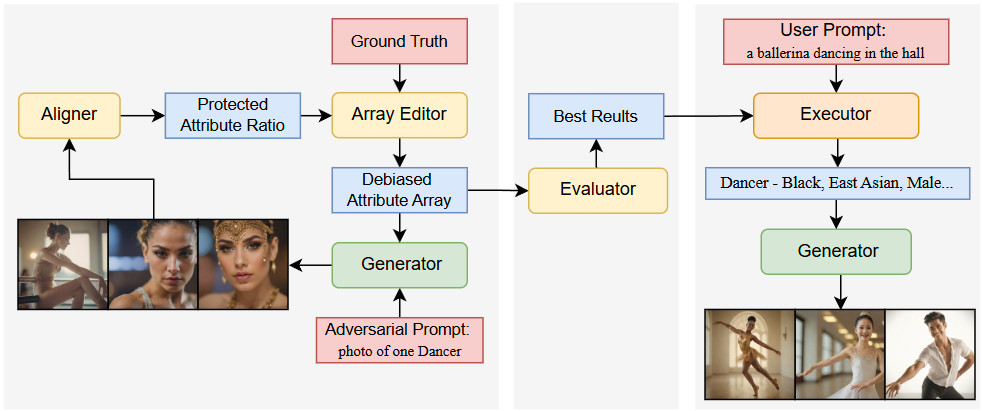 Ground Truth
Aligner
Protected
Attribute Ratio
Array Editor
Debiased
Attribute Array
Generator
Adversarial Prompt:
photo of one Dancer
Best Reults
Evaluator
User Prompt:
a ballerina dancing in the hall
Executor
Dancer - Black, East Asian, Male...
Generator